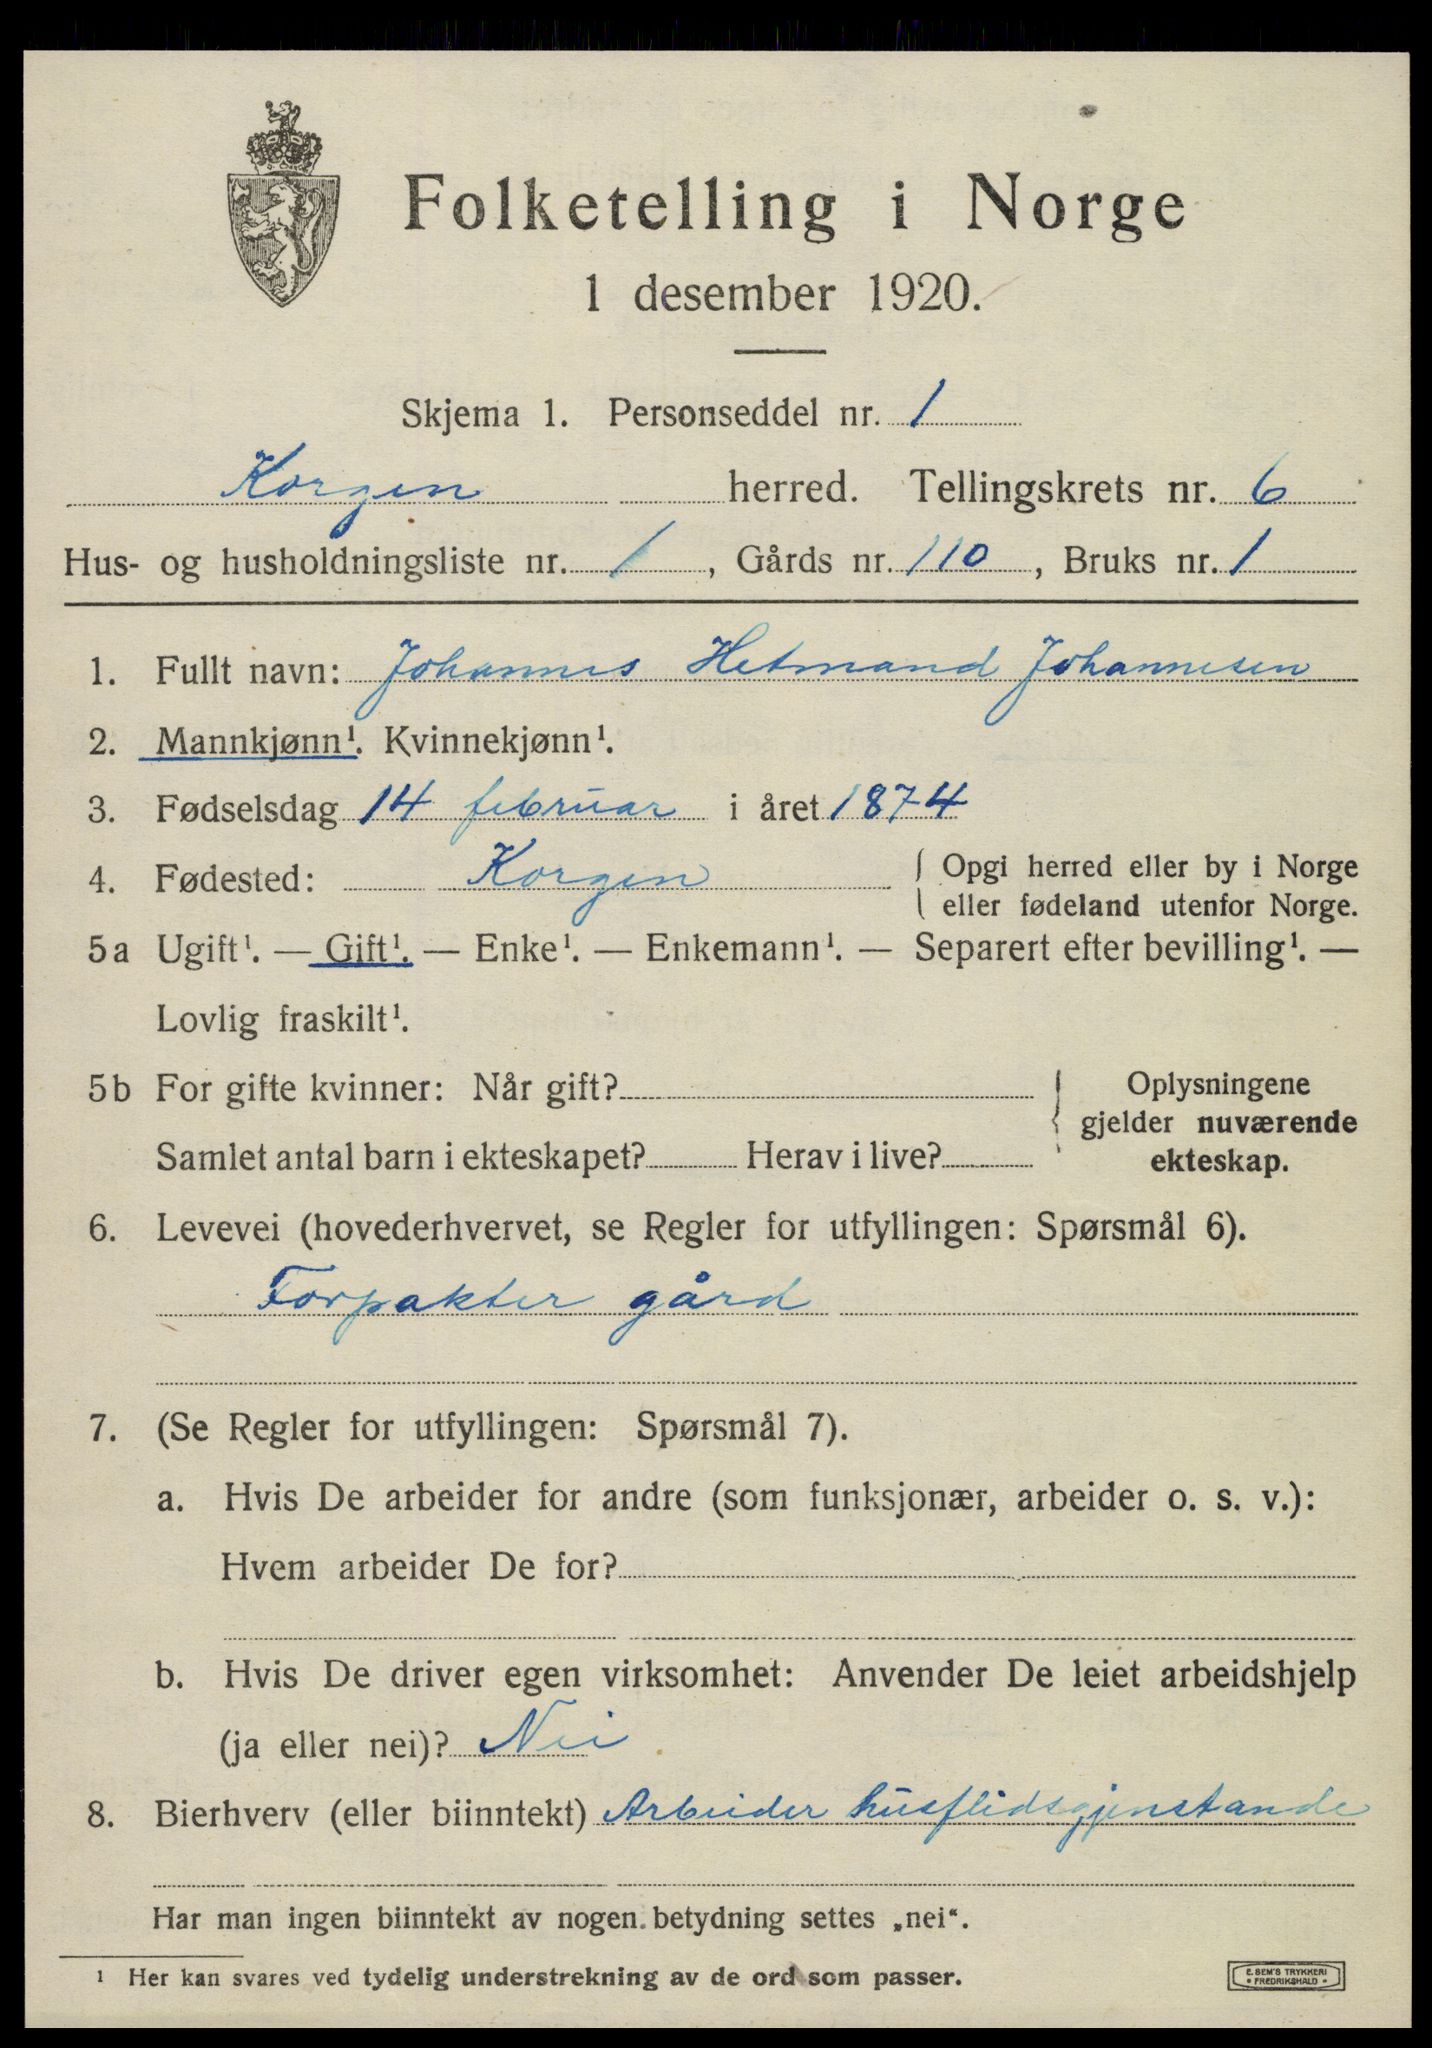 Folketelling i Norge
1 desember 1920.
Skjema 1. Personseddel nr. 1
Korgen herred. Tellingskrets nr. 6
Hus- og husholdningsliste nr. 1, Gårds nr. 110, Bruks nr. 1
1. Fullt navn: Johannes Hetmand Johannesen
2. Mannkjønn¹. Kvinnekjønn¹.
3. Fødselsdag 14 februar i året 1874
4. Fødested: Korgen { Opgi herred eller by i Norge
eller fødeland utenfor Norge.
5a Ugift¹. — Gift¹. — Enke¹. — Enkemann¹. — Separert efter bevilling¹. —
Lovlig fraskilt¹.
5b For gifte kvinner: Når gift?
Samlet antal barn i ekteskapet? Herav i live?
{ Oplysningene
gjelder nuværende
ekteskap.
6. Levevei (hovederhvervet, se Regler for utfyllingen: Spørsmål 6).
Forpakter gård
7. (Se Regler for utfyllingen: Spørsmål 7).
a. Hvis De arbeider for andre (som funksjonær, arbeider o. s. v.):
Hvem arbeider De for?
b. Hvis De driver egen virksomhet: Anvender De leiet arbeidshjelp
(ja eller nei)? Nei
8. Bierhverv (eller biinntekt) Arbeider husflidsgjenstande
Har man ingen biinntekt av nogen betydning settes „nei“.
¹ Her kan svares ved tydelig understrekning av de ord som passer.
E. SEM'S TRYKKERI
• FREDRIKSHALD •